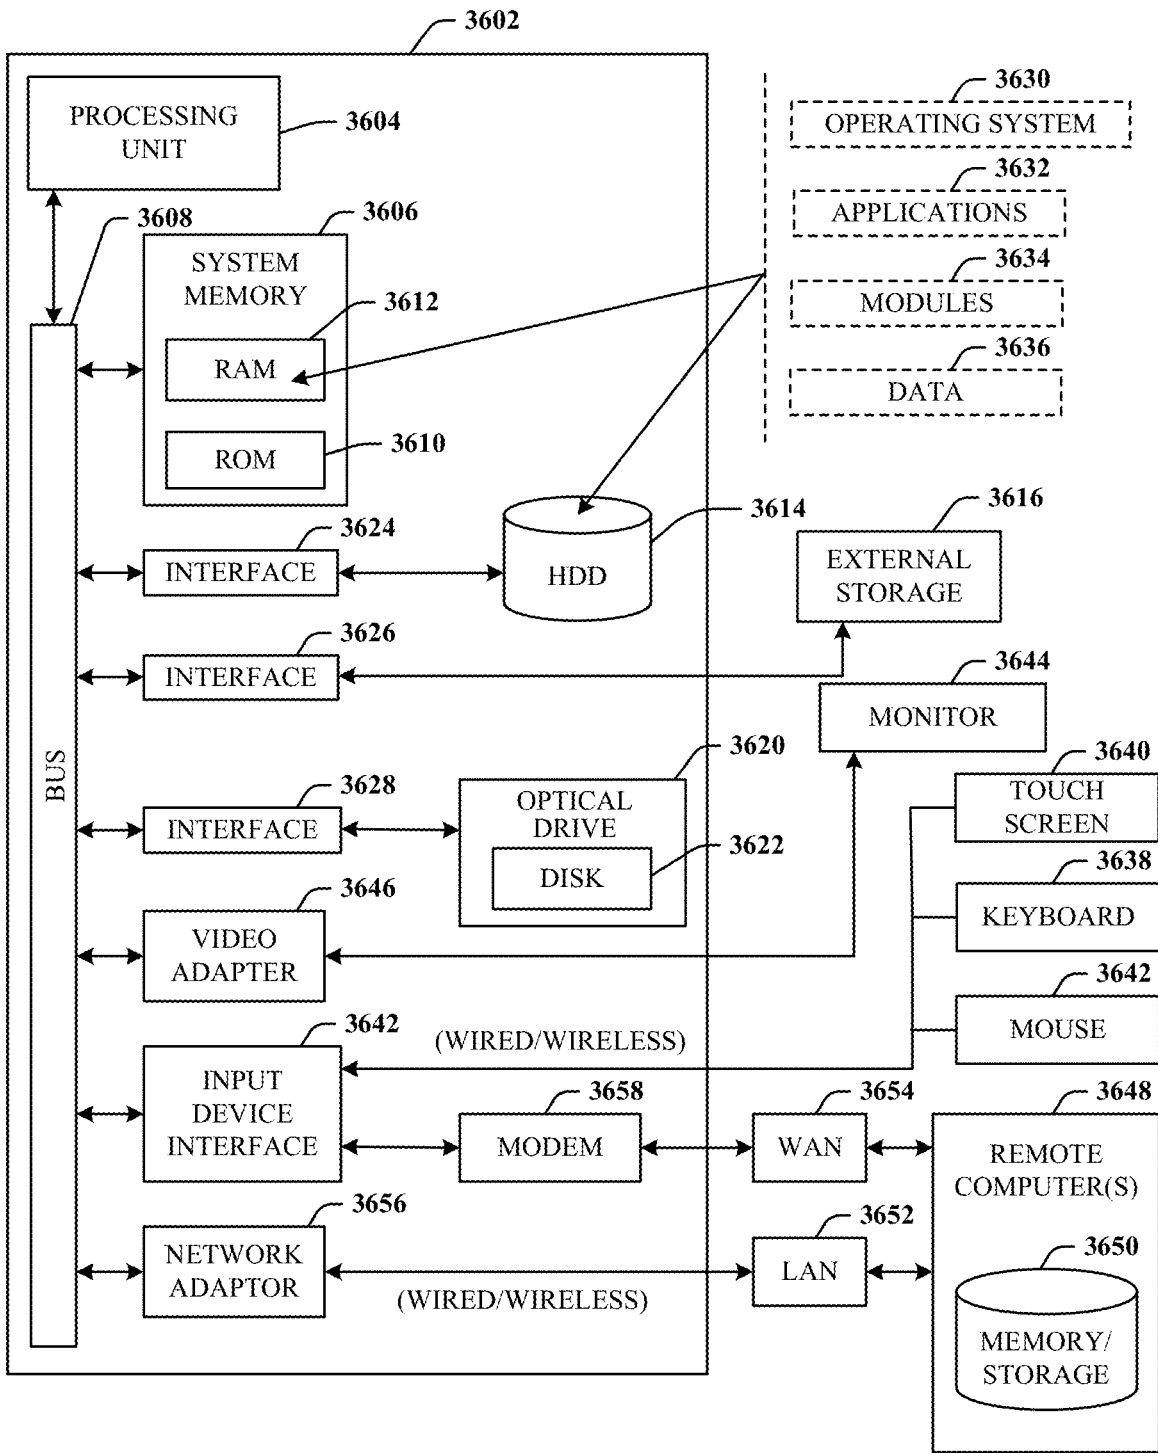 3602
PROCESSING
UNIT
3604
3608
3606
SYSTEM
MEMORY
3612
RAM
3610
ROM
3630
OPERATING SYSTEM
3632
APPLICATIONS
3634
MODULES
3636
DATA
3624
INTERFACE
3614
HDD
3616
EXTERNAL
STORAGE
3626
INTERFACE
3644
MONITOR
BUS
3628
INTERFACE
3620
OPTICAL
DRIVE
3622
DISK
3640
TOUCH
SCREEN
3638
KEYBOARD
3642
MOUSE
3646
VIDEO
ADAPTER
3642
INPUT
DEVICE
INTERFACE
(WIRED/WIRELESS)
3658
MODEM
3654
WAN
3648
REMOTE
COMPUTER(S)
3656
NETWORK
ADAPTOR
(WIRED/WIRELESS)
3652
LAN
3650
MEMORY/
STORAGE